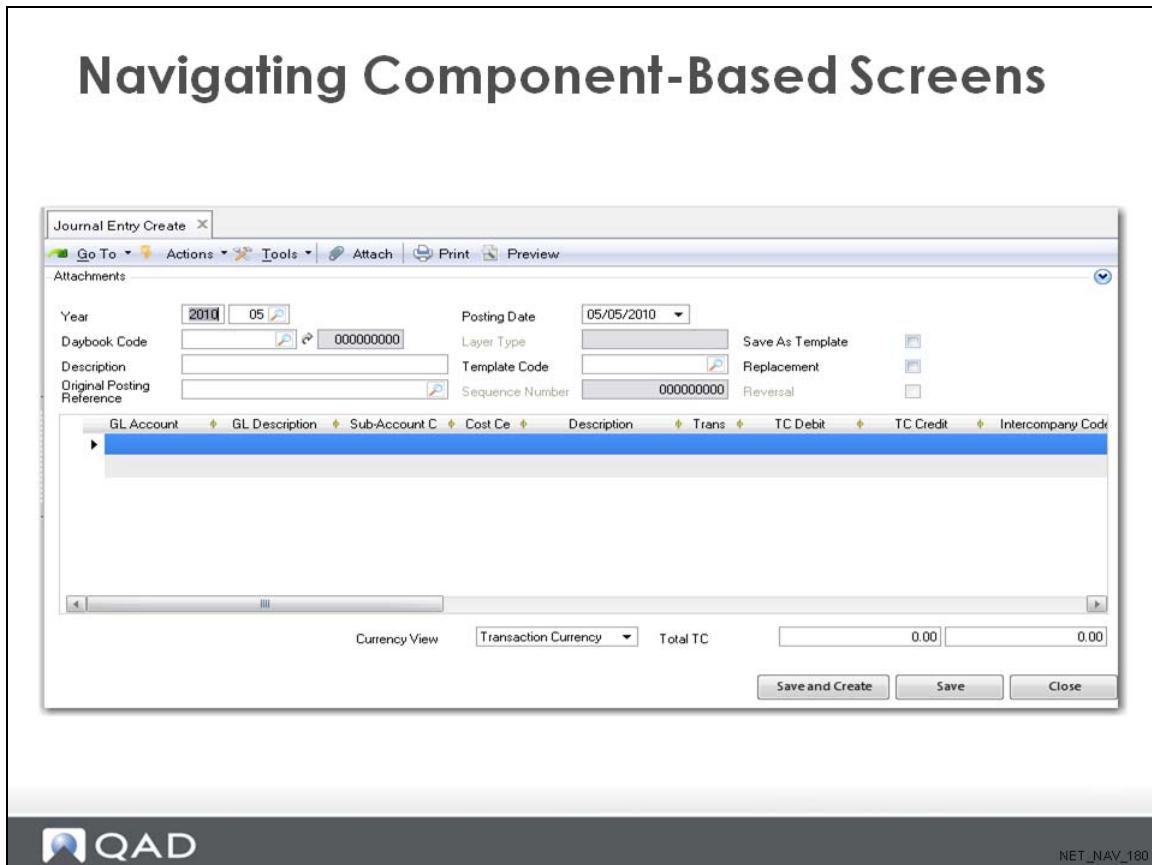 Navigating Component-Based Screens
Journal Entry Create
Go To Actions Tools Attach Print Preview
Attachments
Year 2010 05 Posting Date 05/05/2010
Daybook Code 000000000 Layer Type Save As Template
Description Template Code Replacement
Original Posting Reference Sequence Number 000000000 Reversal
GL Account GL Description Sub-Account C Cost Ce Description Trans TC Debit TC Credit Intercompany Code
Currency View Transaction Currency Total TC 0.00 0.00
Save and Create Save Close
QAD
NET_NAV_180